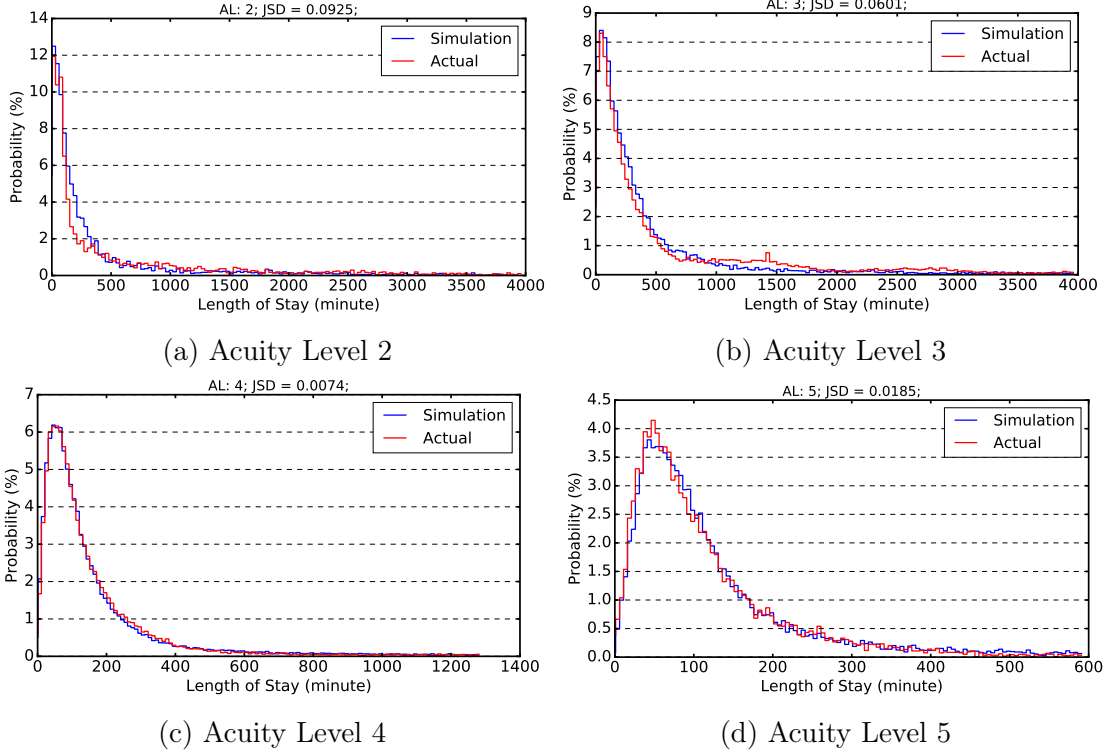 AL: 2; JSD = 0.0925;
14
12
10
8
6
4
2
0
Probability (%)
Simulation
Actual
0 500 1000 1500 2000 2500 3000 3500 4000
Length of Stay (minute)
(a) Acuity Level 2
AL: 3; JSD = 0.0601;
9
8
7
6
5
4
3
2
1
0
Probability (%)
Simulation
Actual
0 500 1000 1500 2000 2500 3000 3500 4000
Length of Stay (minute)
(b) Acuity Level 3
AL: 4; JSD = 0.0074;
7
6
5
4
3
2
1
0
Probability (%)
Simulation
Actual
0 200 400 600 800 1000 1200 1400
Length of Stay (minute)
(c) Acuity Level 4
AL: 5; JSD = 0.0185;
4.5
4.0
3.5
3.0
2.5
2.0
1.5
1.0
0.5
0.0
Probability (%)
Simulation
Actual
0 100 200 300 400 500 600
Length of Stay (minute)
(d) Acuity Level 5